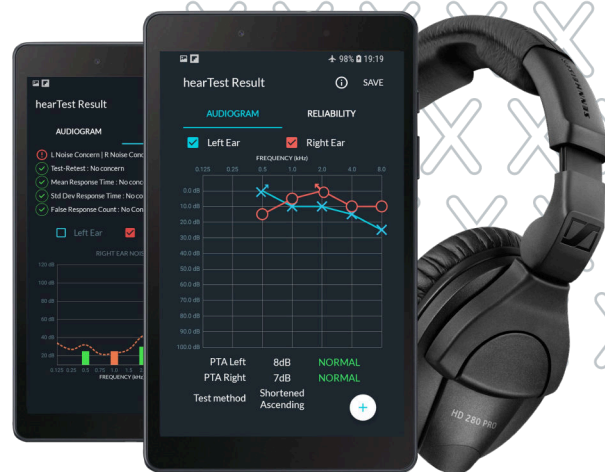 98% 19:19
hearTest Result
SAVE
AUDIOGRAM
RELIABILITY
Left Ear
Right Ear
FREQUENCY (kHz)
0.125 0.25 0.5 1.0 2.0 4.0 8.0
0.0 dB
10.0 dB
20.0 dB
30.0 dB
40.0 dB
50.0 dB
60.0 dB
70.0 dB
80.0 dB
90.0 dB
100.0 dB
PTA Left 8dB NORMAL
PTA Right 7dB NORMAL
Test method Shortened
Ascending
hearTest Result
AUDIOGRAM
L Noise Concern | R Noise Conc
Test-Retest : No concern
Mean Response Time : No conc
Std Dev Response Time : No co
False Response Count : No Con
Left Ear
RIGHT EAR NOIS
120 dB
100 dB
80 dB
60 dB
40 dB
20 dB
0.125 0.25 0.5 1.0 1.5
FREQUENCY (kHz
SENNHEISER
HD 280 PRO